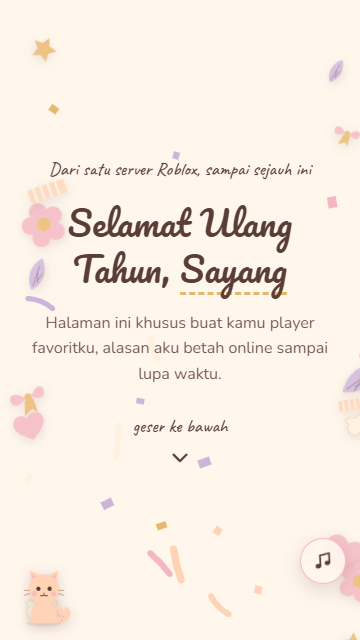 Dari satu server Roblox, sampai sejauh ini
Selamat Ulang
Tahun, Sayang
Halaman ini khusus buat kamu player
favoritku, alasan aku betah online sampai
lupa waktu.
geser ke bawah